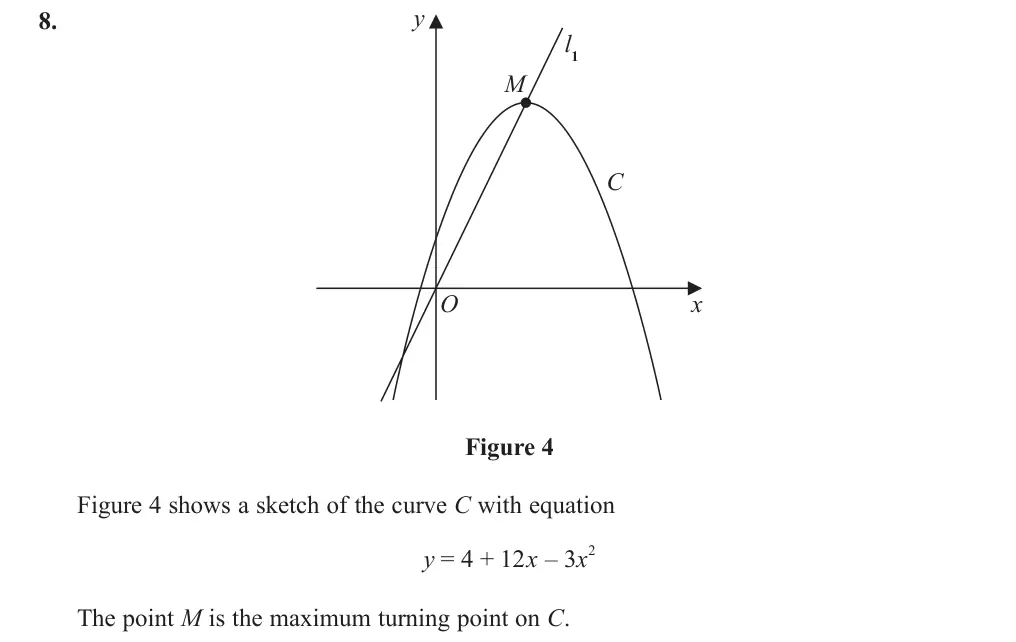 8.
y
l₁
M
C
O
x
Figure 4
Figure 4 shows a sketch of the curve C with equation
y = 4 + 12x – 3x²
The point M is the maximum turning point on C.